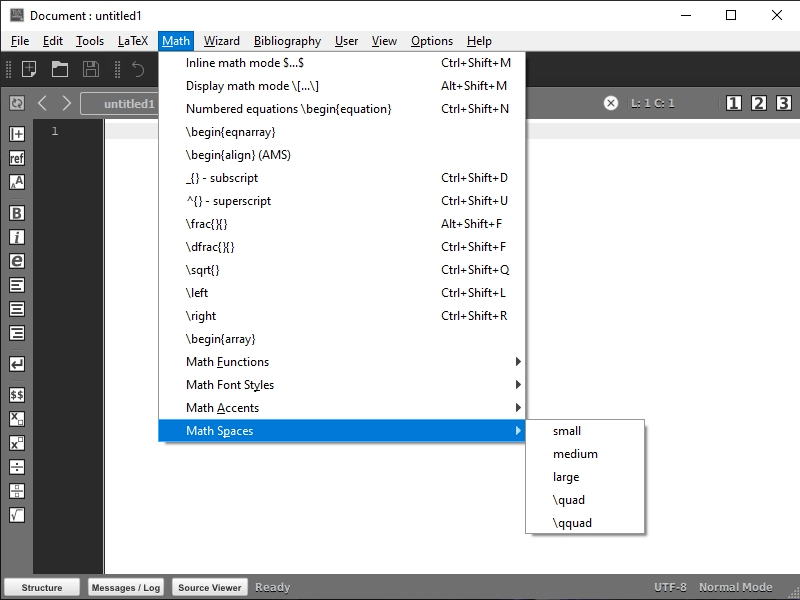 Document : untitled1
File Edit Tools LaTeX Math Wizard Bibliography User View Options Help
Inline math mode $...$ Ctrl+Shift+M
Display math mode \[...\] Alt+Shift+M
Numbered equations \begin{equation} Ctrl+Shift+N
\begin{eqnarray}
\begin{align} (AMS)
_{} - subscript Ctrl+Shift+D
^{} - superscript Ctrl+Shift+U
\frac{}{} Alt+Shift+F
\dfrac{}{} Ctrl+Shift+F
\sqrt{} Ctrl+Shift+Q
\left Ctrl+Shift+L
\right Ctrl+Shift+R
\begin{array}
Math Functions
Math Font Styles
Math Accents
Math Spaces
small
medium
large
\quad
\qquad
untitled1
L: 1 C: 1
1 2 3
1
ref
A A
B
i
e
$$
Structure Messages / Log Source Viewer Ready UTF-8 Normal Mode